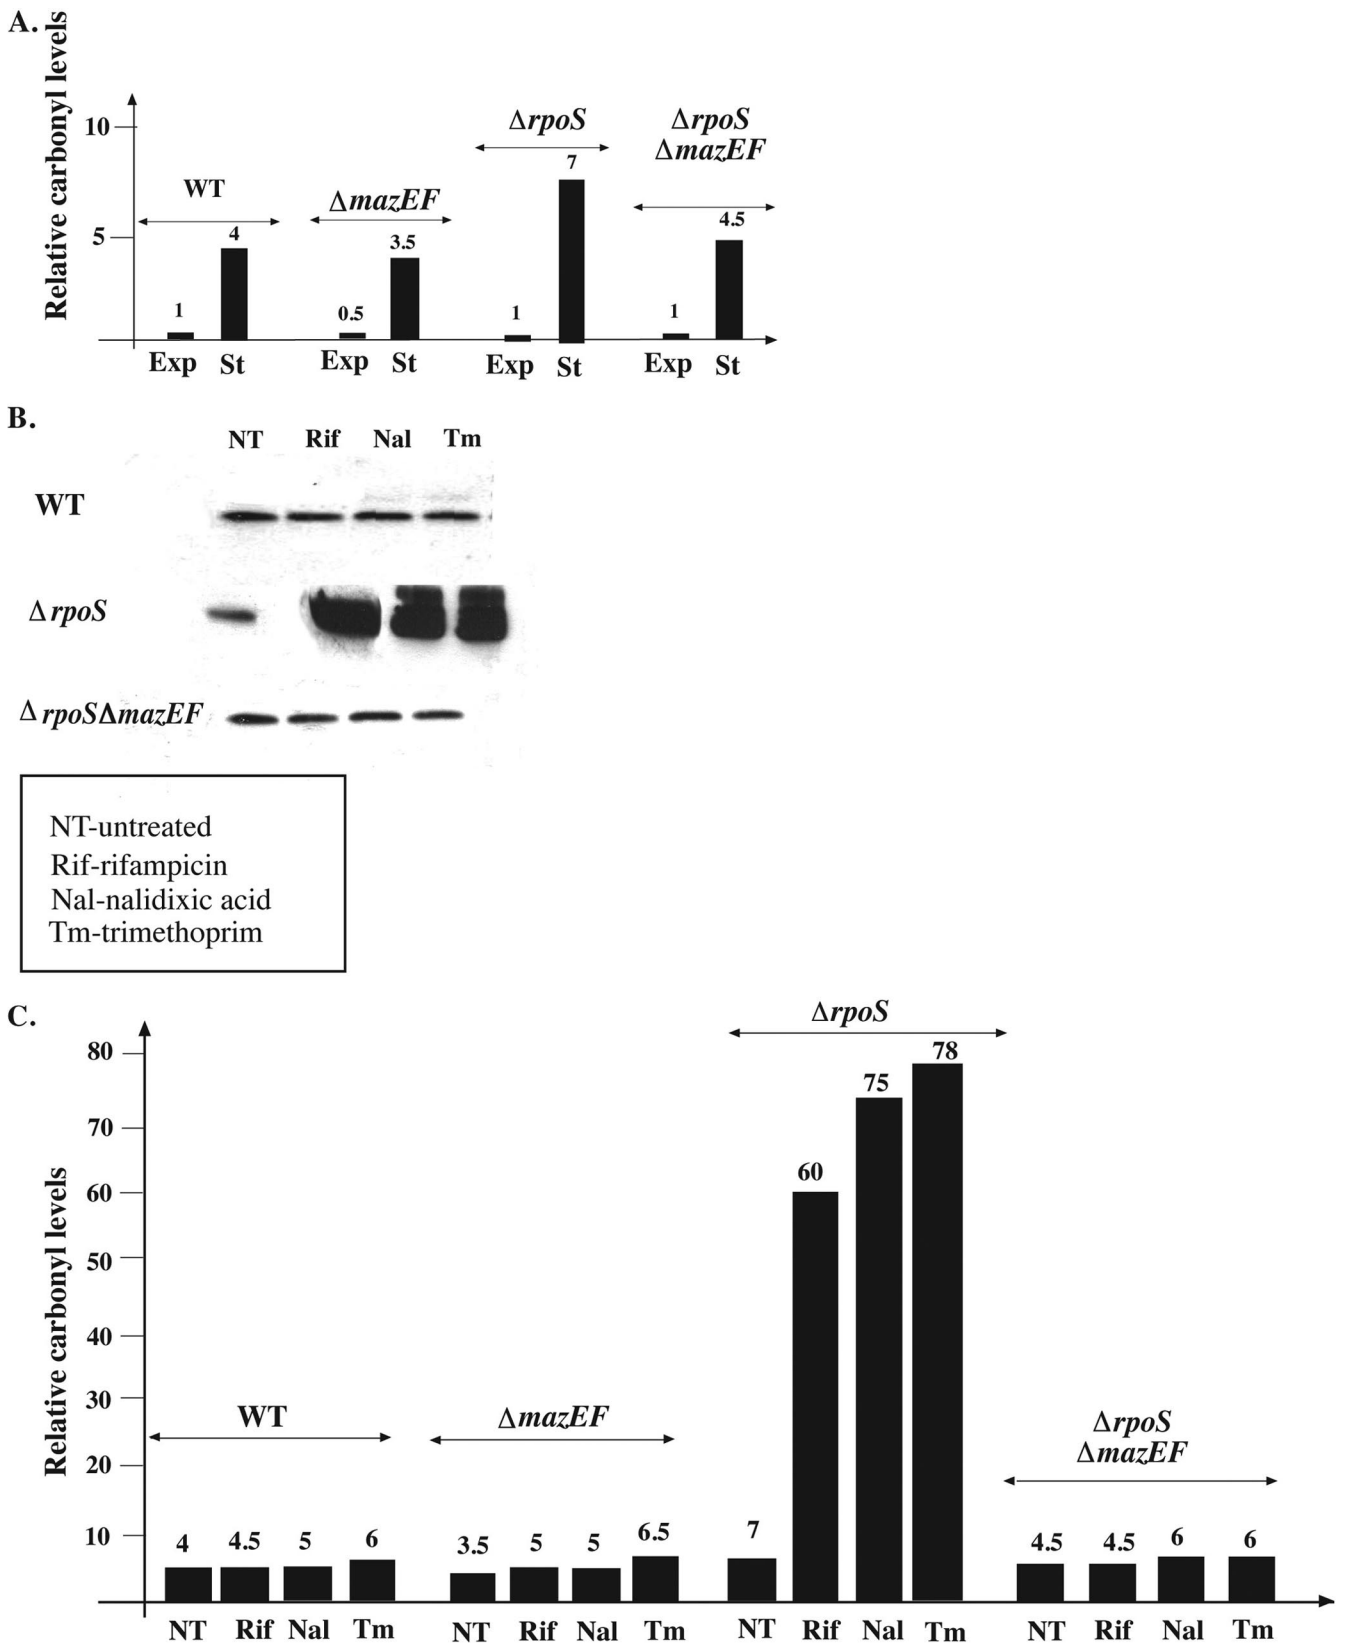 A.
Relative carbonyl levels
10
5
WT
4
1
Exp St
ΔmazEF
3.5
0.5
Exp St
ΔrpoS
7
1
Exp St
ΔrpoS
ΔmazEF
4.5
1
Exp St
B.
NT Rif Nal Tm
WT
ΔrpoS
ΔrpoSΔmazEF
NT-untreated
Rif-rifampicin
Nal-nalidixic acid
Tm-trimethoprim
C.
Relative carbonyl levels
80
70
60
50
40
30
20
10
WT
4 4.5 5 6
NT Rif Nal Tm
ΔmazEF
3.5 5 5 6.5
NT Rif Nal Tm
ΔrpoS
7 60 75 78
NT Rif Nal Tm
ΔrpoS
ΔmazEF
4.5 4.5 6 6
NT Rif Nal Tm